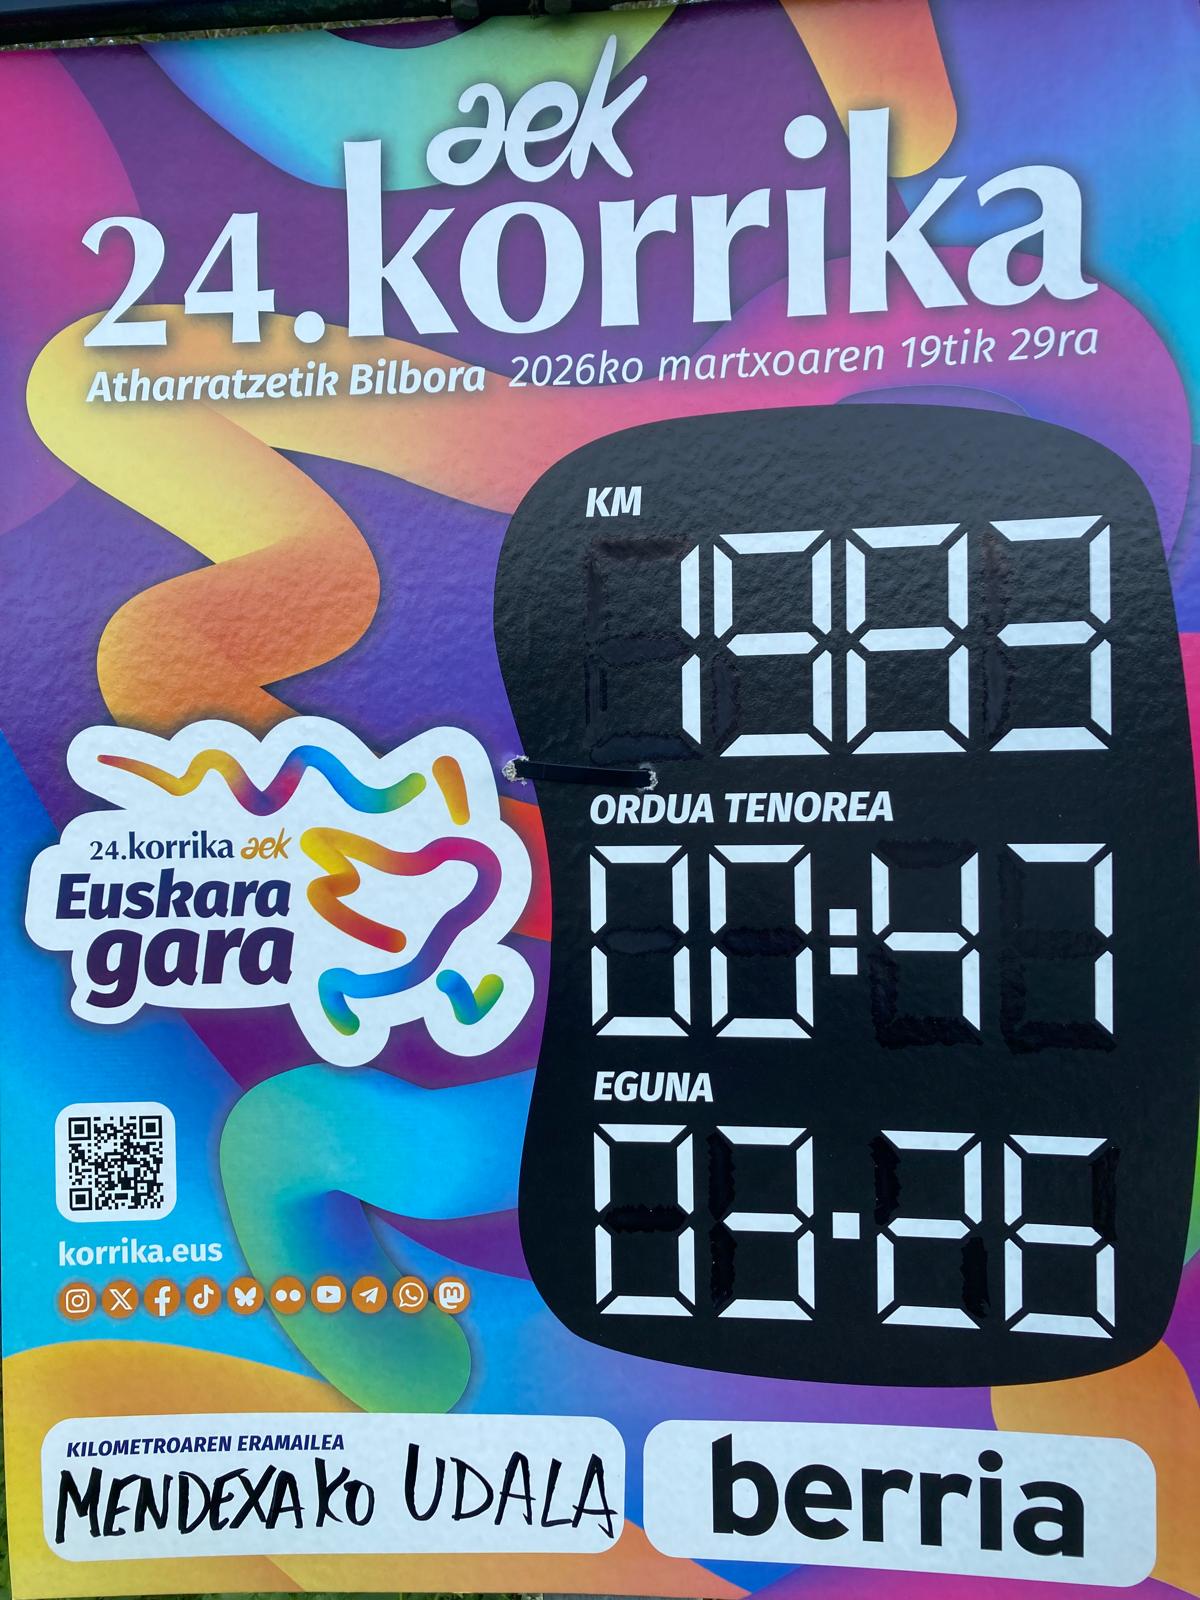 aek
24.korrika
Atharratzetik Bilbora 2026ko martxoaren 19tik 29ra
KM
1983
ORDUA TENOREA
00:47
EGUNA
03·26
24.korrika aek
Euskara
gara
korrika.eus
KILOMETROAREN ERAMAILEA
MENDEXAKO UDALA
berria